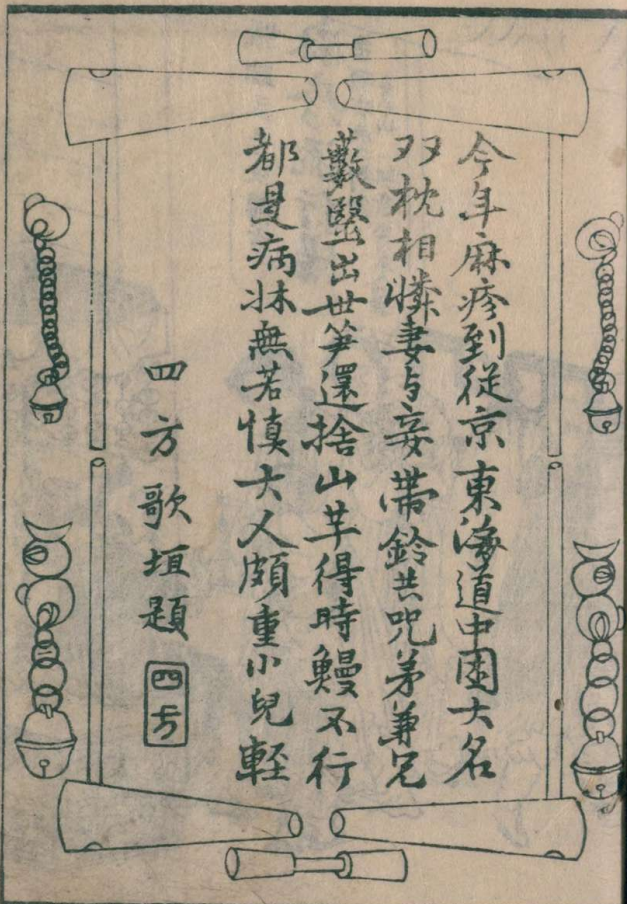 今年麻疹到従京東海道中困大名
双枕相憐妻与妾帯鈴共咒弟兼兄
藪醫出世笋還捨山芋得時鰻不行
都是病牀無若慎大人頗重小兒軽
四方歌垣題
四方